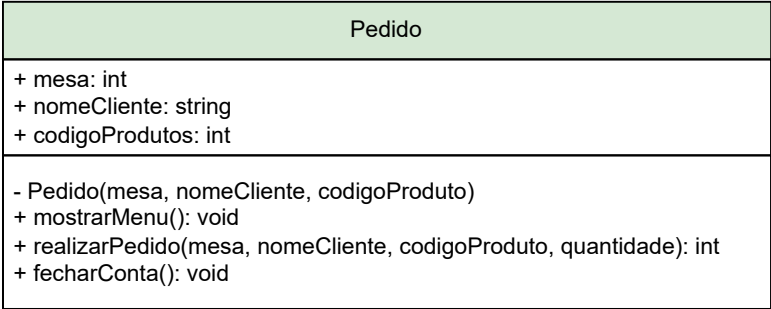 Pedido
+ mesa: int
+ nomeCliente: string
+ codigoProdutos: int
- Pedido(mesa, nomeCliente, codigoProduto)
+ mostrarMenu(): void
+ realizarPedido(mesa, nomeCliente, codigoProduto, quantidade): int
+ fecharConta(): void